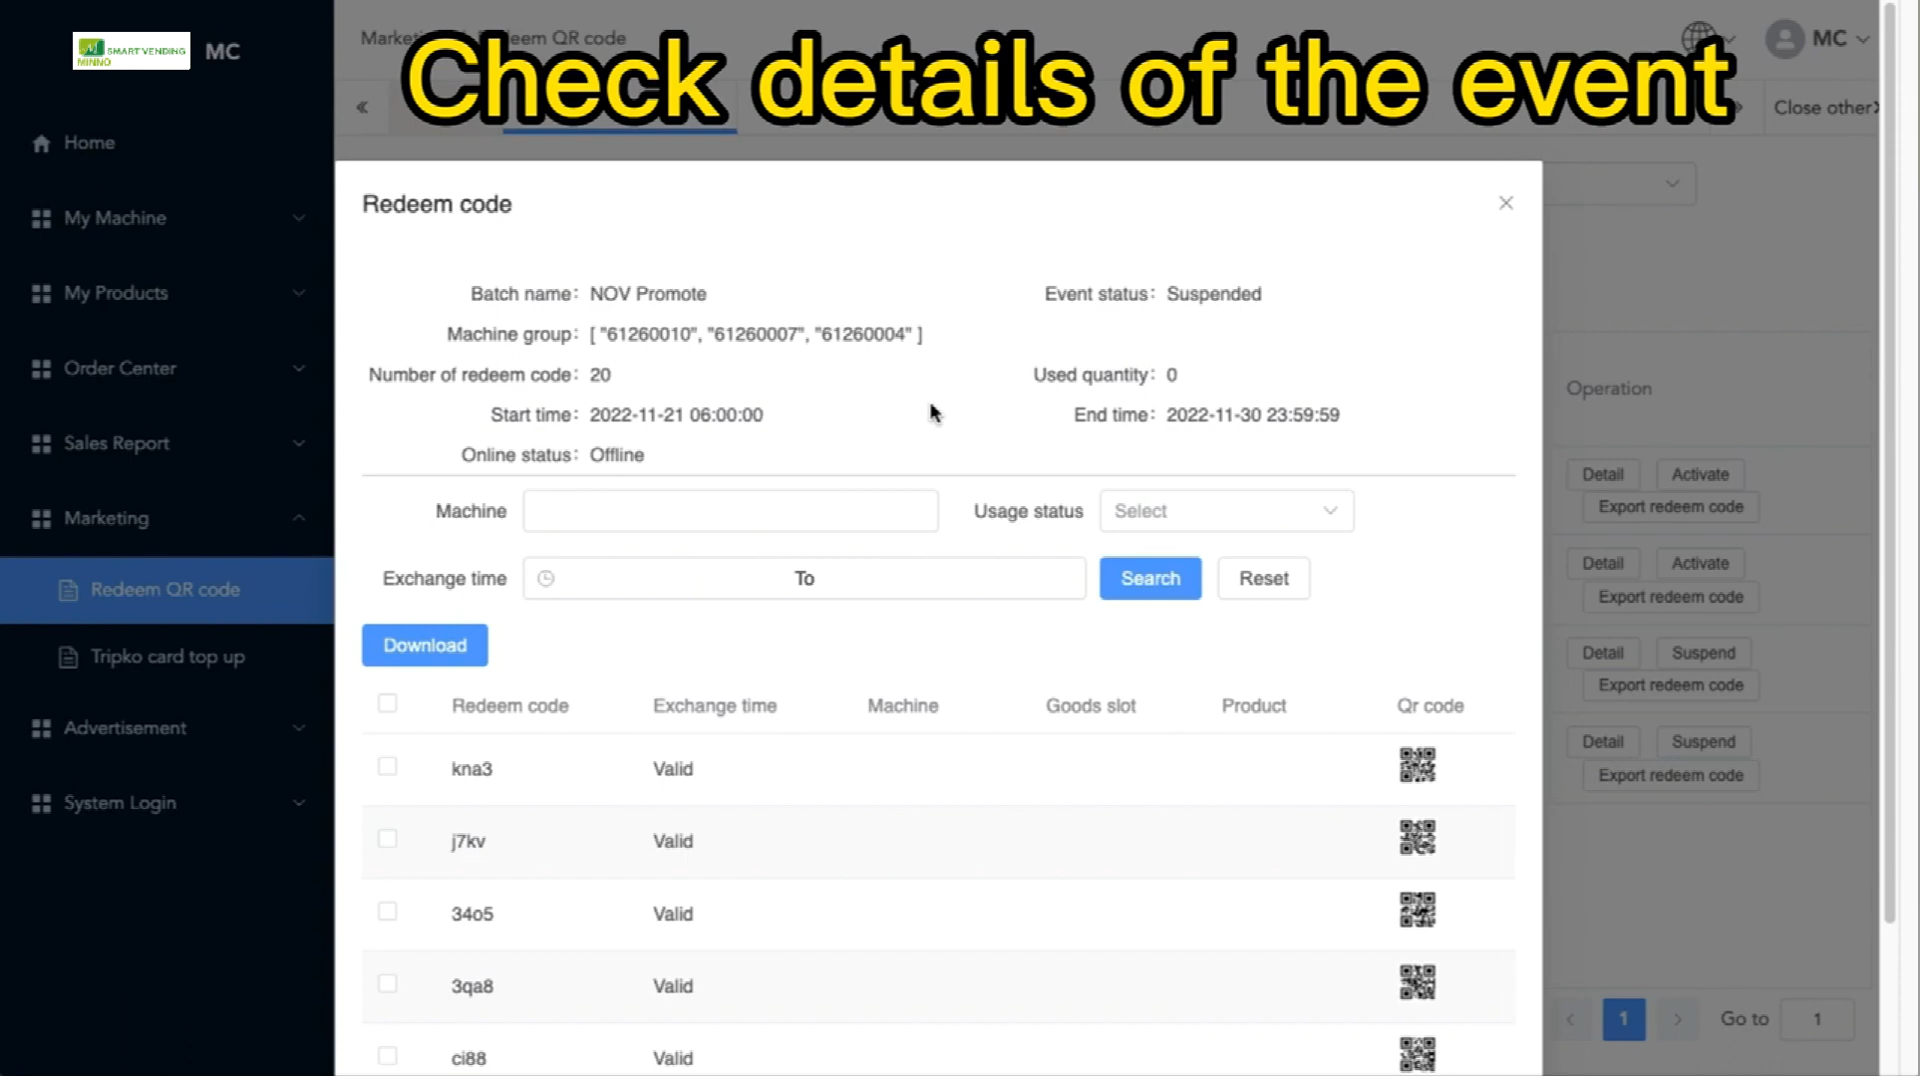 SMART VENDING
MINNO
MC
Home
My Machine
My Products
Order Center
Sales Report
Marketing
Redeem QR code
Tripko card top up
Advertisement
System Login
Redeem QR code
MC
Check details of the event
Close other
Redeem code
Batch name: NOV Promote
Event status: Suspended
Machine group: [ "61260010", "61260007", "61260004" ]
Number of redeem code: 20
Used quantity: 0
Start time: 2022-11-21 06:00:00
End time: 2022-11-30 23:59:59
Online status: Offline
Machine
Usage status Select
Exchange time To Search Reset
Download
Redeem code Exchange time Machine Goods slot Product Qr code
kna3 Valid
j7kv Valid
34o5 Valid
3qa8 Valid
ci88 Valid
Operation
Detail Activate
Export redeem code
Detail Activate
Export redeem code
Detail Suspend
Export redeem code
Detail Suspend
Export redeem code
1 Go to 1